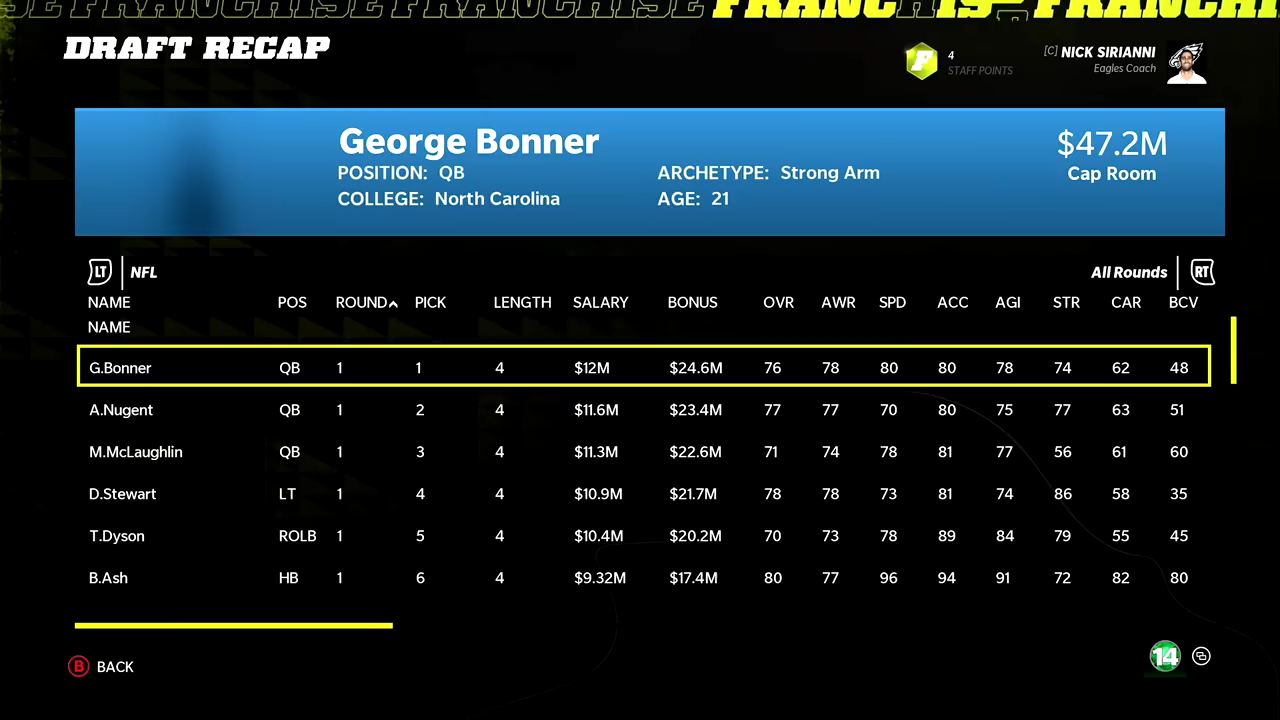 FRANCHISE FRANCHISE FRANCHISE
DRAFT RECAP
4
STAFF POINTS
[C] NICK SIRIANNI
Eagles Coach
George Bonner
POSITION: QB
ARCHETYPE: Strong Arm
COLLEGE: North Carolina
AGE: 21
$47.2M
Cap Room
LT NFL
All Rounds RT
NAME POS ROUND PICK LENGTH SALARY BONUS OVR AWR SPD ACC AGI STR CAR BCV
NAME
G.Bonner QB 1 1 4 $12M $24.6M 76 78 80 80 78 74 62 48
A.Nugent QB 1 2 4 $11.6M $23.4M 77 77 70 80 75 77 63 51
M.McLaughlin QB 1 3 4 $11.3M $22.6M 71 74 78 81 77 56 61 60
D.Stewart LT 1 4 4 $10.9M $21.7M 78 78 73 81 74 86 58 35
T.Dyson ROLB 1 5 4 $10.4M $20.2M 70 73 78 89 84 79 55 45
B.Ash HB 1 6 4 $9.32M $17.4M 80 77 96 94 91 72 82 80
B BACK
14